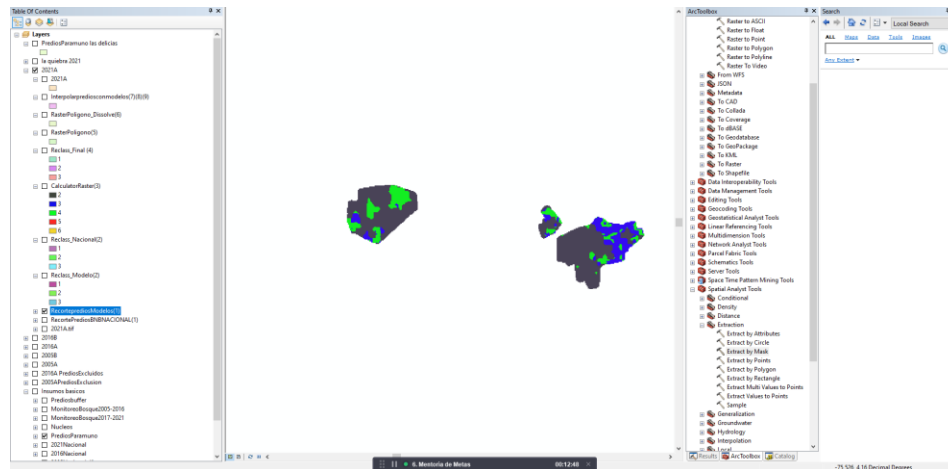 Table Of Contents
Layers
PrediosParamuno las delicias
la quiebra 2021
2021A
2021A
Interpolarprediosconmodelos(7)(8)(9)
RasterPoligono_Dissolve(6)
RasterPoligono(5)
Reclass_Final (4)
1
2
3
CalculatorRaster(3)
2
3
4
5
6
Reclass_Nacional(2)
1
2
3
Reclass_Modelo(2)
1
2
3
RecorteprediosModelos(1)
RecortePrediosBNBNACIONAL(1)
2021A.tif
2016B
2016A
2005B
2005A
2016A PrediosExcluidos
2005APrediosExclusion
Insumos basicos
Prediosbuffer
MonitoreoBosque2005-2016
MonitoreoBosque2017-2021
Nucleos
PrediosParamuno
2021Nacional
2016Nacional
6. Mentoría de Metas
00:12:48
ArcToolbox
Raster to ASCII
Raster to Float
Raster to Point
Raster to Polygon
Raster to Polyline
Raster To Video
From WFS
JSON
Metadata
To CAD
To Collada
To Coverage
To dBASE
To Geodatabase
To GeoPackage
To KML
To Raster
To Shapefile
Data Interoperability Tools
Data Management Tools
Editing Tools
Geocoding Tools
Geostatistical Analyst Tools
Linear Referencing Tools
Multidimension Tools
Network Analyst Tools
Parcel Fabric Tools
Schematics Tools
Server Tools
Space Time Pattern Mining Tools
Spatial Analyst Tools
Conditional
Density
Distance
Extraction
Extract by Attributes
Extract by Circle
Extract by Mask
Extract by Points
Extract by Polygon
Extract by Rectangle
Extract Multi Values to Points
Extract Values to Points
Sample
Generalization
Groundwater
Hydrology
Interpolation
Local
Results ArcToolbox Catalog
Search
Local Search
ALL Maps Data Tools Images
Any Extent
-75,526 4,16 Decimal Degrees